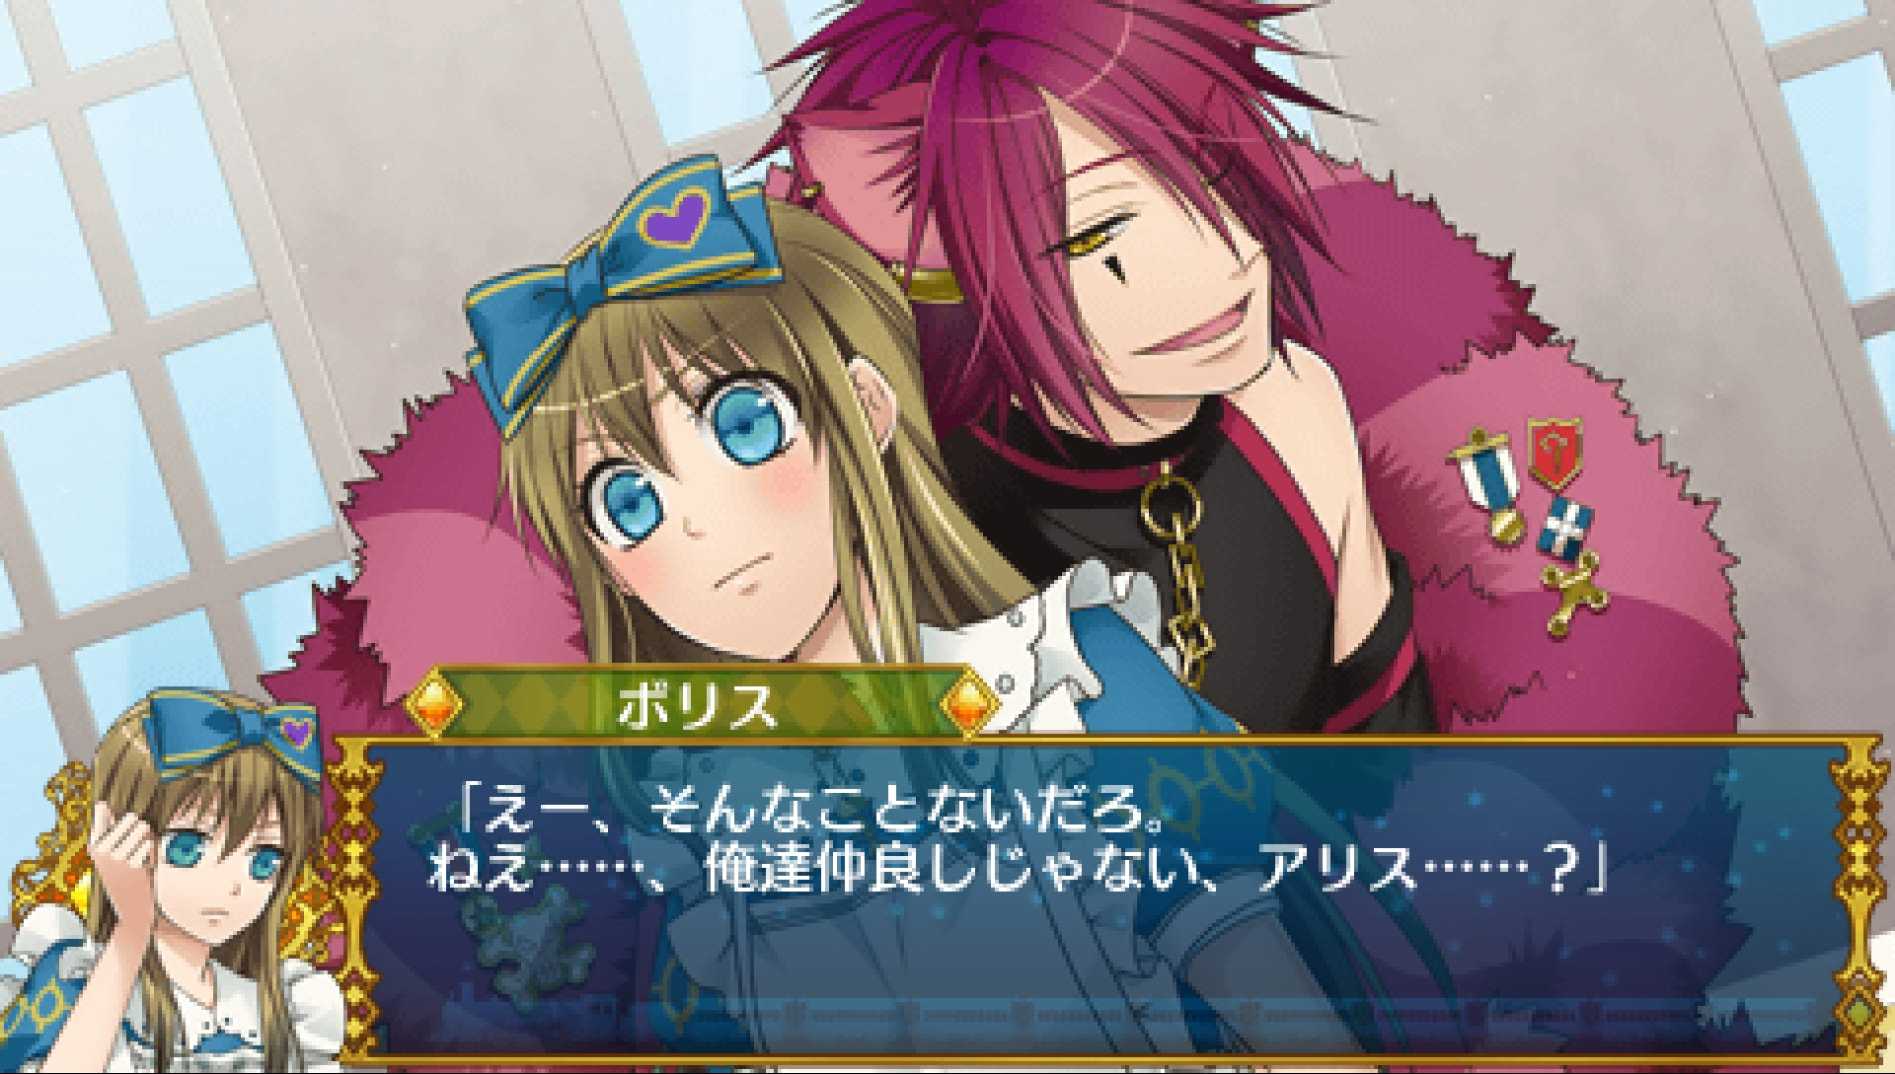 ボリス
「えー、そんなことないだろ。
ねえ……、俺達仲良しじゃない、アリス……？」